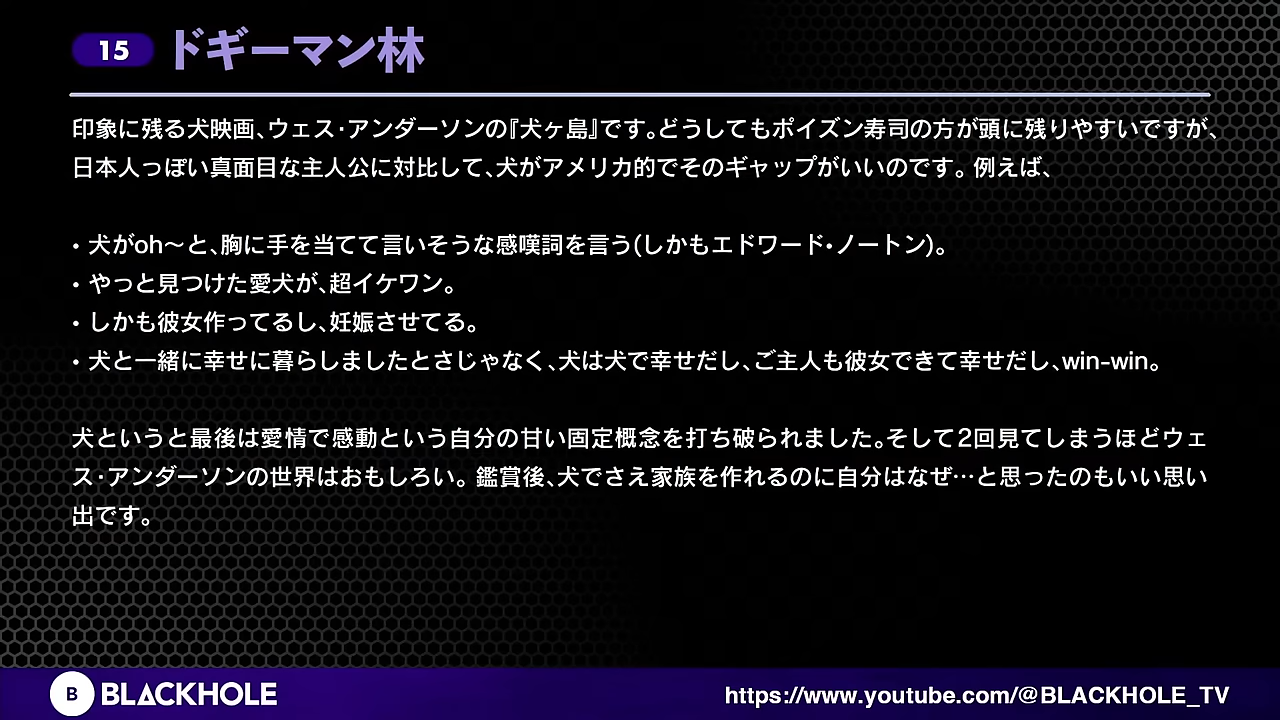 15 ドギーマン林
印象に残る犬映画、ウェス・アンダーソンの『犬ヶ島』です。どうしてもポイズン寿司の方が頭に残りやすいですが、
日本人っぽい真面目な主人公に対比して、犬がアメリカ的でそのギャップがいいのです。例えば、
• 犬がoh〜と、胸に手を当てて言いそうな感嘆詞を言う(しかもエドワード•ノートン)。
• やっと見つけた愛犬が、超イケワン。
• しかも彼女作ってるし、妊娠させてる。
• 犬と一緒に幸せに暮らしましたとさじゃなく、犬は犬で幸せだし、ご主人も彼女できて幸せだし、win-win。
犬というと最後は愛情で感動という自分の甘い固定概念を打ち破られました。そして2回見てしまうほどウェ
ス・アンダーソンの世界はおもしろい。鑑賞後、犬でさえ家族を作れるのに自分はなぜ…と思ったのもいい思い
出です。
B BLACKHOLE
https://www.youtube.com/@BLACKHOLE_TV